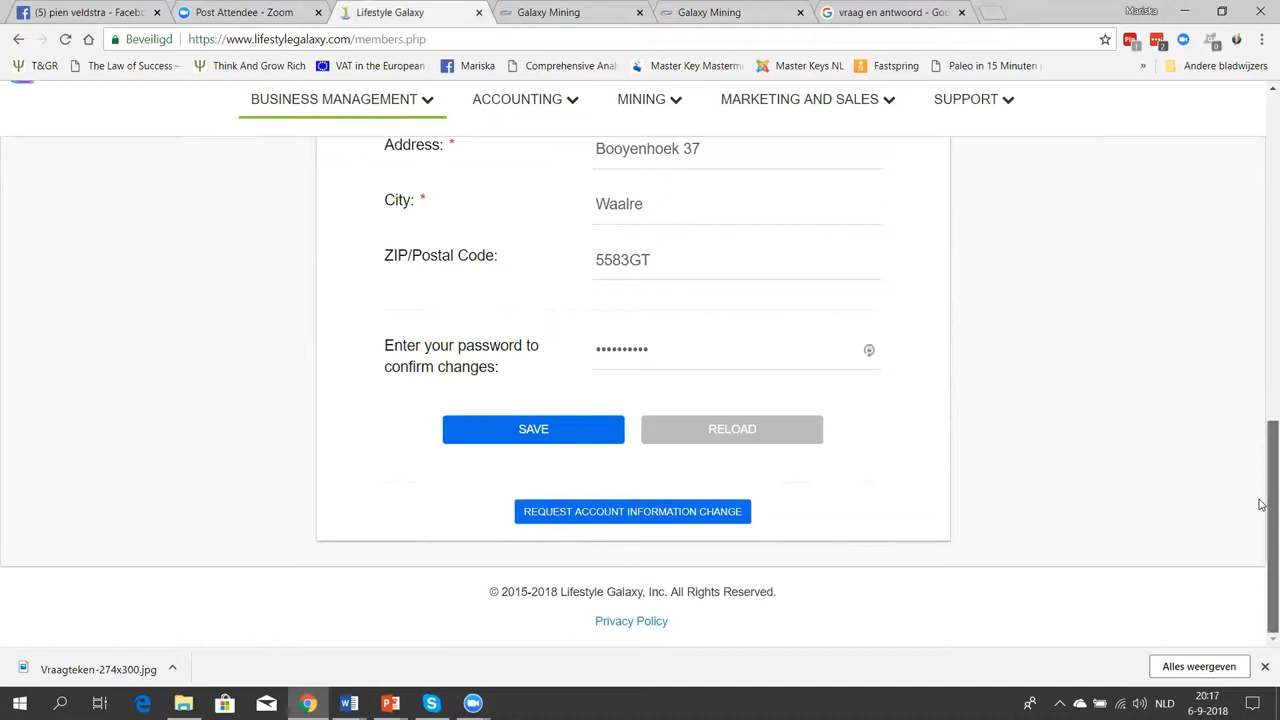 (5) pien veldstra - Faceb
Post Attendee - Zoom
Lifestyle Galaxy
Galaxy Mining
Galaxy Mining
vraag en antwoord - Goo
Mariska
Beveiligd
https://www.lifestylegalaxy.com/members.php
T&GR
The Law of Success -
Think And Grow Rich
VAT in the European
Mariska
Comprehensive Anal
Master Key Masterm
Master Keys NL
Fastspring
Paleo in 15 Minuten
»
Andere bladwijzers
BUSINESS MANAGEMENT
ACCOUNTING
MINING
MARKETING AND SALES
SUPPORT
Address: *
Booyenhoek 37
City: *
Waalre
ZIP/Postal Code:
5583GT
Enter your password to
confirm changes:
••••••••••
SAVE
RELOAD
REQUEST ACCOUNT INFORMATION CHANGE
© 2015-2018 Lifestyle Galaxy, Inc. All Rights Reserved.
Privacy Policy
Vraagteken-274x300.jpg
Alles weergeven
NLD
20:17
6-9-2018